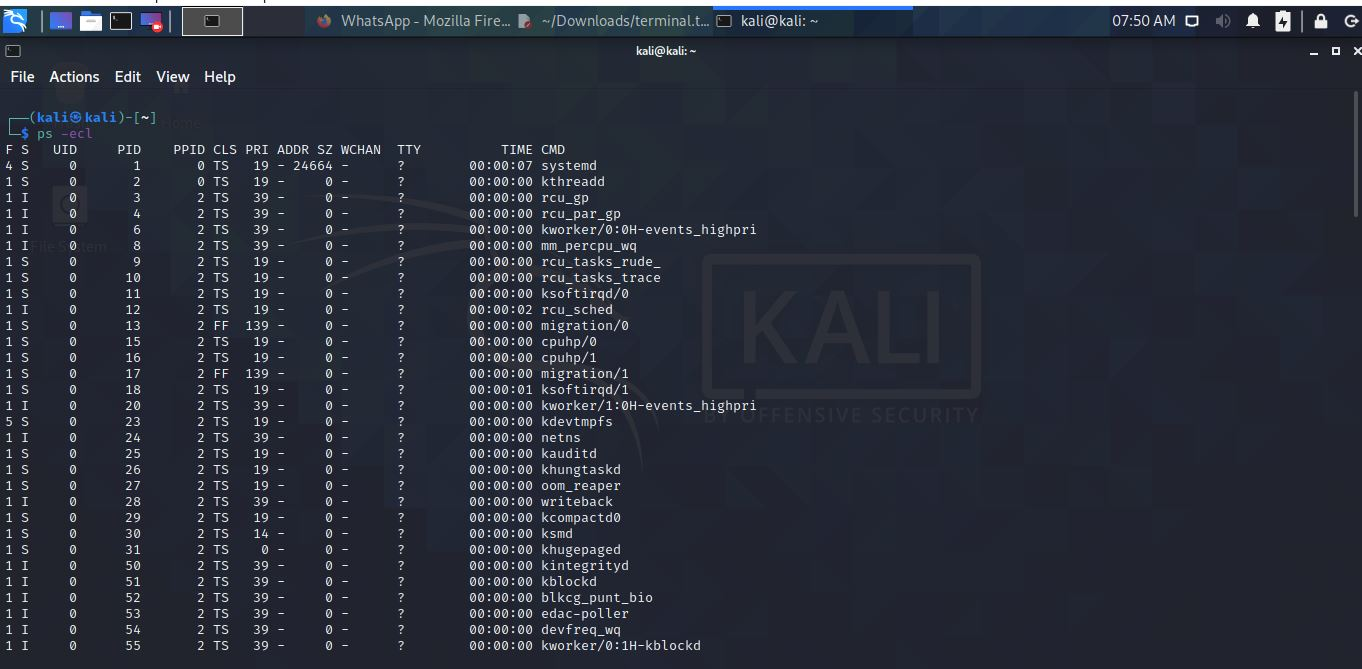 WhatsApp - Mozilla Fire... ~/Downloads/terminal.t... kali@kali: ~ 07:50 AM
kali@kali: ~
File Actions Edit View Help
(kali㉿kali)-[~]
$ ps -ecl
F S UID PID PPID CLS PRI ADDR SZ WCHAN TTY TIME CMD
4 S 0 1 0 TS 19 - 24664 - ? 00:00:07 systemd
1 S 0 2 0 TS 19 - 0 - ? 00:00:00 kthreadd
1 I 0 3 2 TS 39 - 0 - ? 00:00:00 rcu_gp
1 I 0 4 2 TS 39 - 0 - ? 00:00:00 rcu_par_gp
1 I 0 6 2 TS 39 - 0 - ? 00:00:00 kworker/0:0H-events_highpri
1 I 0 8 2 TS 39 - 0 - ? 00:00:00 mm_percpu_wq
1 S 0 9 2 TS 19 - 0 - ? 00:00:00 rcu_tasks_rude_
1 S 0 10 2 TS 19 - 0 - ? 00:00:00 rcu_tasks_trace
1 S 0 11 2 TS 19 - 0 - ? 00:00:00 ksoftirqd/0
1 I 0 12 2 TS 19 - 0 - ? 00:00:02 rcu_sched
1 S 0 13 2 FF 139 - 0 - ? 00:00:00 migration/0
1 S 0 15 2 TS 19 - 0 - ? 00:00:00 cpuhp/0
1 S 0 16 2 TS 19 - 0 - ? 00:00:00 cpuhp/1
1 S 0 17 2 FF 139 - 0 - ? 00:00:00 migration/1
1 S 0 18 2 TS 19 - 0 - ? 00:00:01 ksoftirqd/1
1 I 0 20 2 TS 39 - 0 - ? 00:00:00 kworker/1:0H-events_highpri
5 S 0 23 2 TS 19 - 0 - ? 00:00:00 kdevtmpfs
1 I 0 24 2 TS 39 - 0 - ? 00:00:00 netns
1 S 0 25 2 TS 19 - 0 - ? 00:00:00 kauditd
1 S 0 26 2 TS 19 - 0 - ? 00:00:00 khungtaskd
1 S 0 27 2 TS 19 - 0 - ? 00:00:00 oom_reaper
1 I 0 28 2 TS 39 - 0 - ? 00:00:00 writeback
1 S 0 29 2 TS 19 - 0 - ? 00:00:00 kcompactd0
1 S 0 30 2 TS 14 - 0 - ? 00:00:00 ksmd
1 S 0 31 2 TS 0 - 0 - ? 00:00:00 khugepaged
1 I 0 50 2 TS 39 - 0 - ? 00:00:00 kintegrityd
1 I 0 51 2 TS 39 - 0 - ? 00:00:00 kblockd
1 I 0 52 2 TS 39 - 0 - ? 00:00:00 blkcg_punt_bio
1 I 0 53 2 TS 39 - 0 - ? 00:00:00 edac-poller
1 I 0 54 2 TS 39 - 0 - ? 00:00:00 devfreq_wq
1 I 0 55 2 TS 39 - 0 - ? 00:00:00 kworker/0:1H-kblockd
Home
File System
KALI
BY OFFENSIVE SECURITY